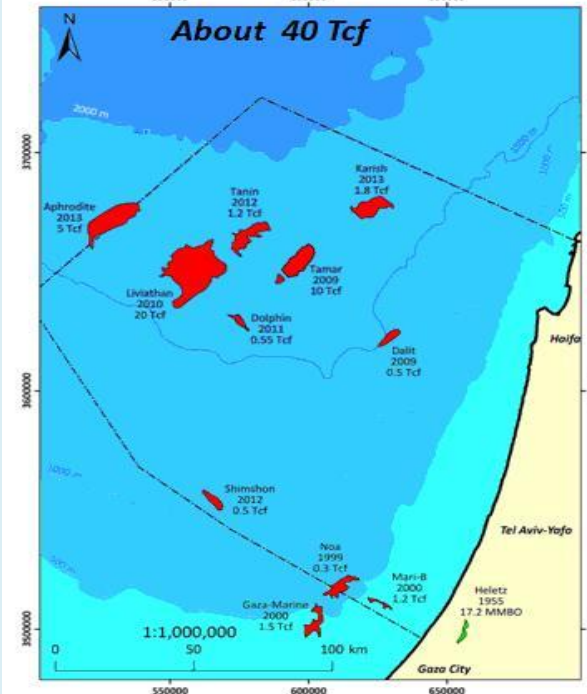 About 40 Tcf
N
2000 m
3700000
Karish
2013
1.8 Tcf
1000 m
500 m
Tanin
2012
1.2 Tcf
Aphrodite
2013
5 Tcf
Tamar
2009
10 Tcf
Liviathan
2010
20 Tcf
Dolphin
2011
0.55 Tcf
Haifa
Dalit
2009
0.5 Tcf
3600000
1000 m
Shimshon
2012
0.5 Tcf
Tel Aviv-Yafo
Noa
1999
0.3 Tcf
500 m
Mari-B
2000
1.2 Tcf
Heletz
1955
17.2 MMBO
Gaza-Marine
2000
1.5 Tcf
3500000
1:1,000,000
0 50 100 km
Gaza City
550000 600000 650000